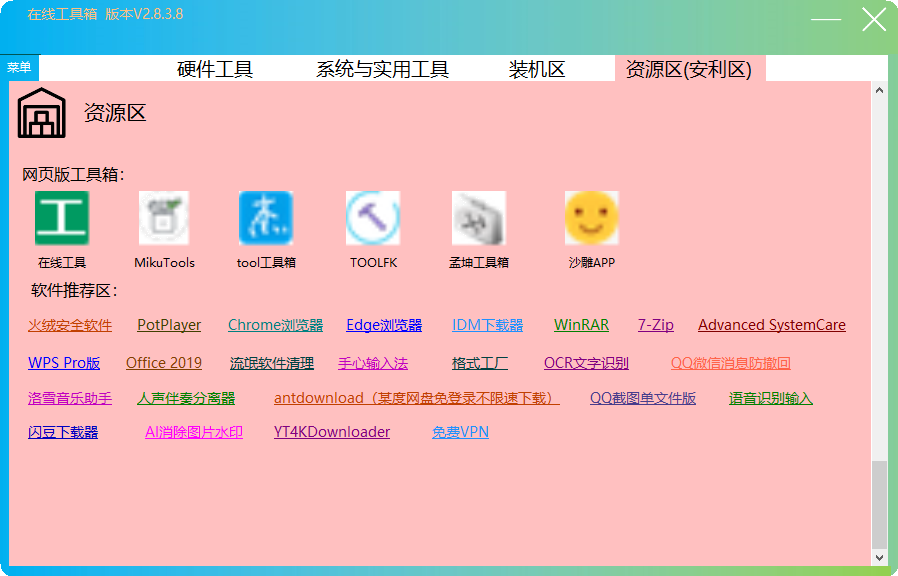 在线工具箱 版本V2.8.3.8
菜单 硬件工具 系统与实用工具 装机区 资源区(安利区)
资源区
网页版工具箱：
在线工具 MikuTools tool工具箱 TOOLFK 孟坤工具箱 沙雕APP
软件推荐区：
火绒安全软件 PotPlayer Chrome浏览器 Edge浏览器 IDM下载器 WinRAR 7-Zip Advanced SystemCare
WPS Pro版 Office 2019 流氓软件清理 手心输入法 格式工厂 OCR文字识别 QQ微信消息防撤回
洛雪音乐助手 人声伴奏分离器 antdownload（某度网盘免登录不限速下载） QQ截图单文件版 语音识别输入
闪豆下载器 AI消除图片水印 YT4KDownloader 免费VPN